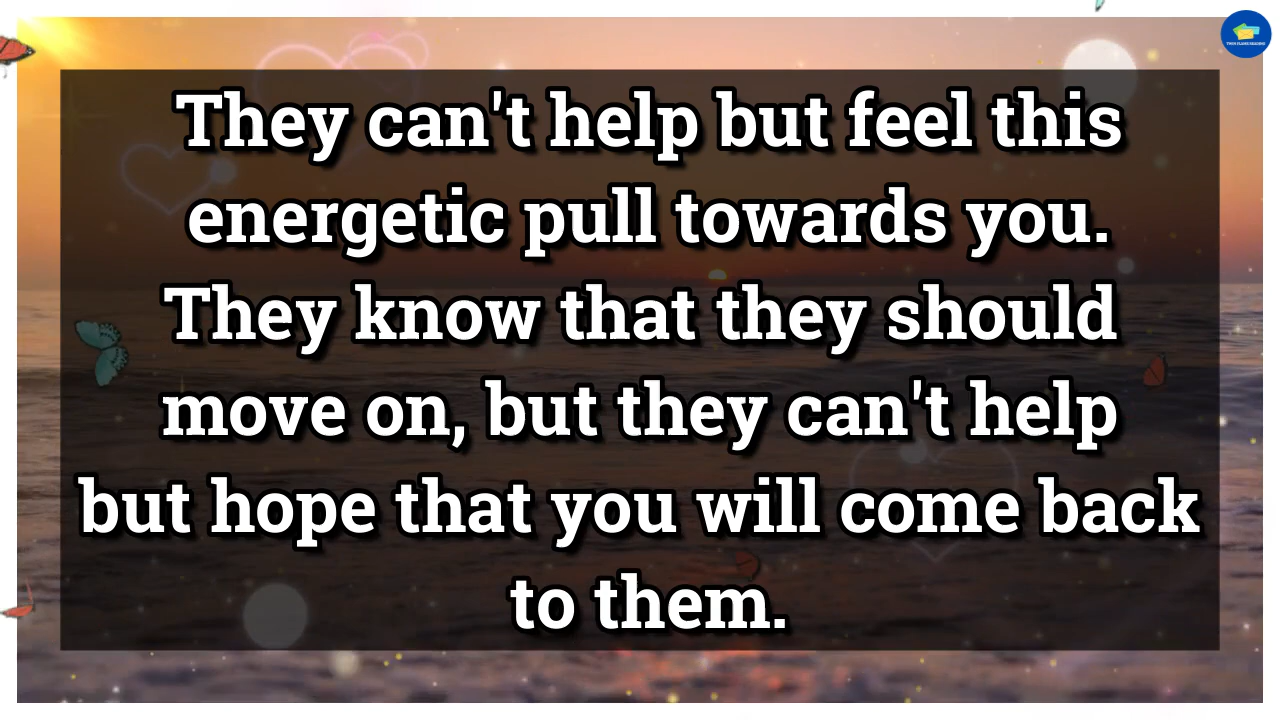 They can't help but feel this
energetic pull towards you.
They know that they should
move on, but they can't help
but hope that you will come back
to them.